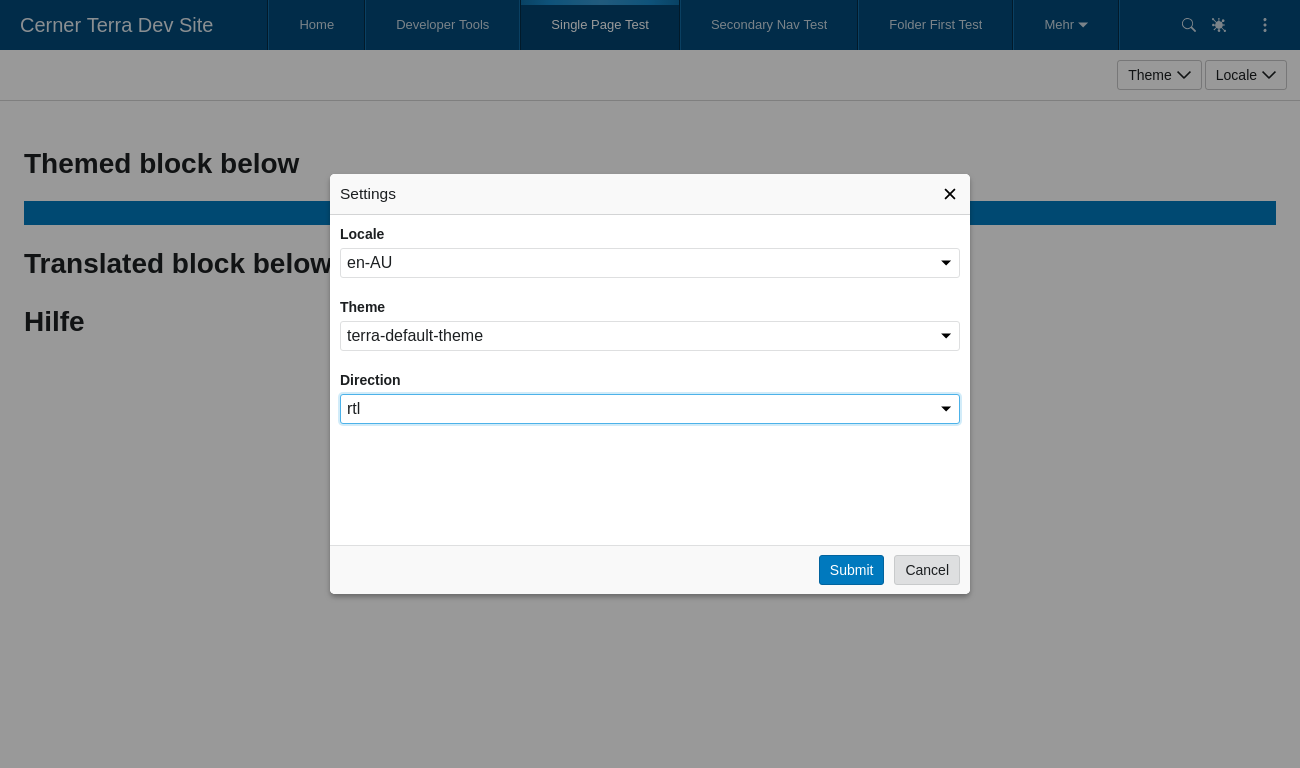 Cerner Terra Dev Site
Home
Developer Tools
Single Page Test
Secondary Nav Test
Folder First Test
Mehr
Theme
Locale
Themed block below
Translated block below
Hilfe
Settings
Locale
en-AU
Theme
terra-default-theme
Direction
rtl
Submit
Cancel